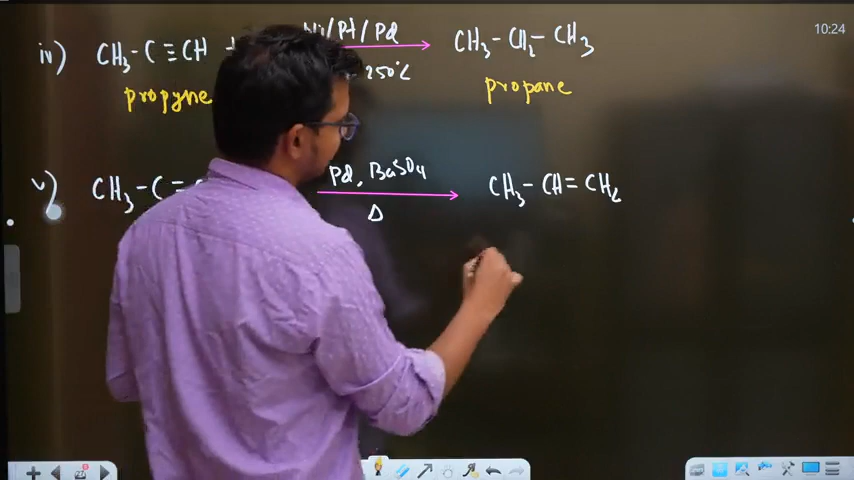 10:24
iv) CH₃-C≡CH + Ni/Pt/Pd CH₃-CH₂-CH₃
250°C
propyne propane
v) CH₃-C Pd, BaSO₄ CH₃-CH=CH₂
Δ
27